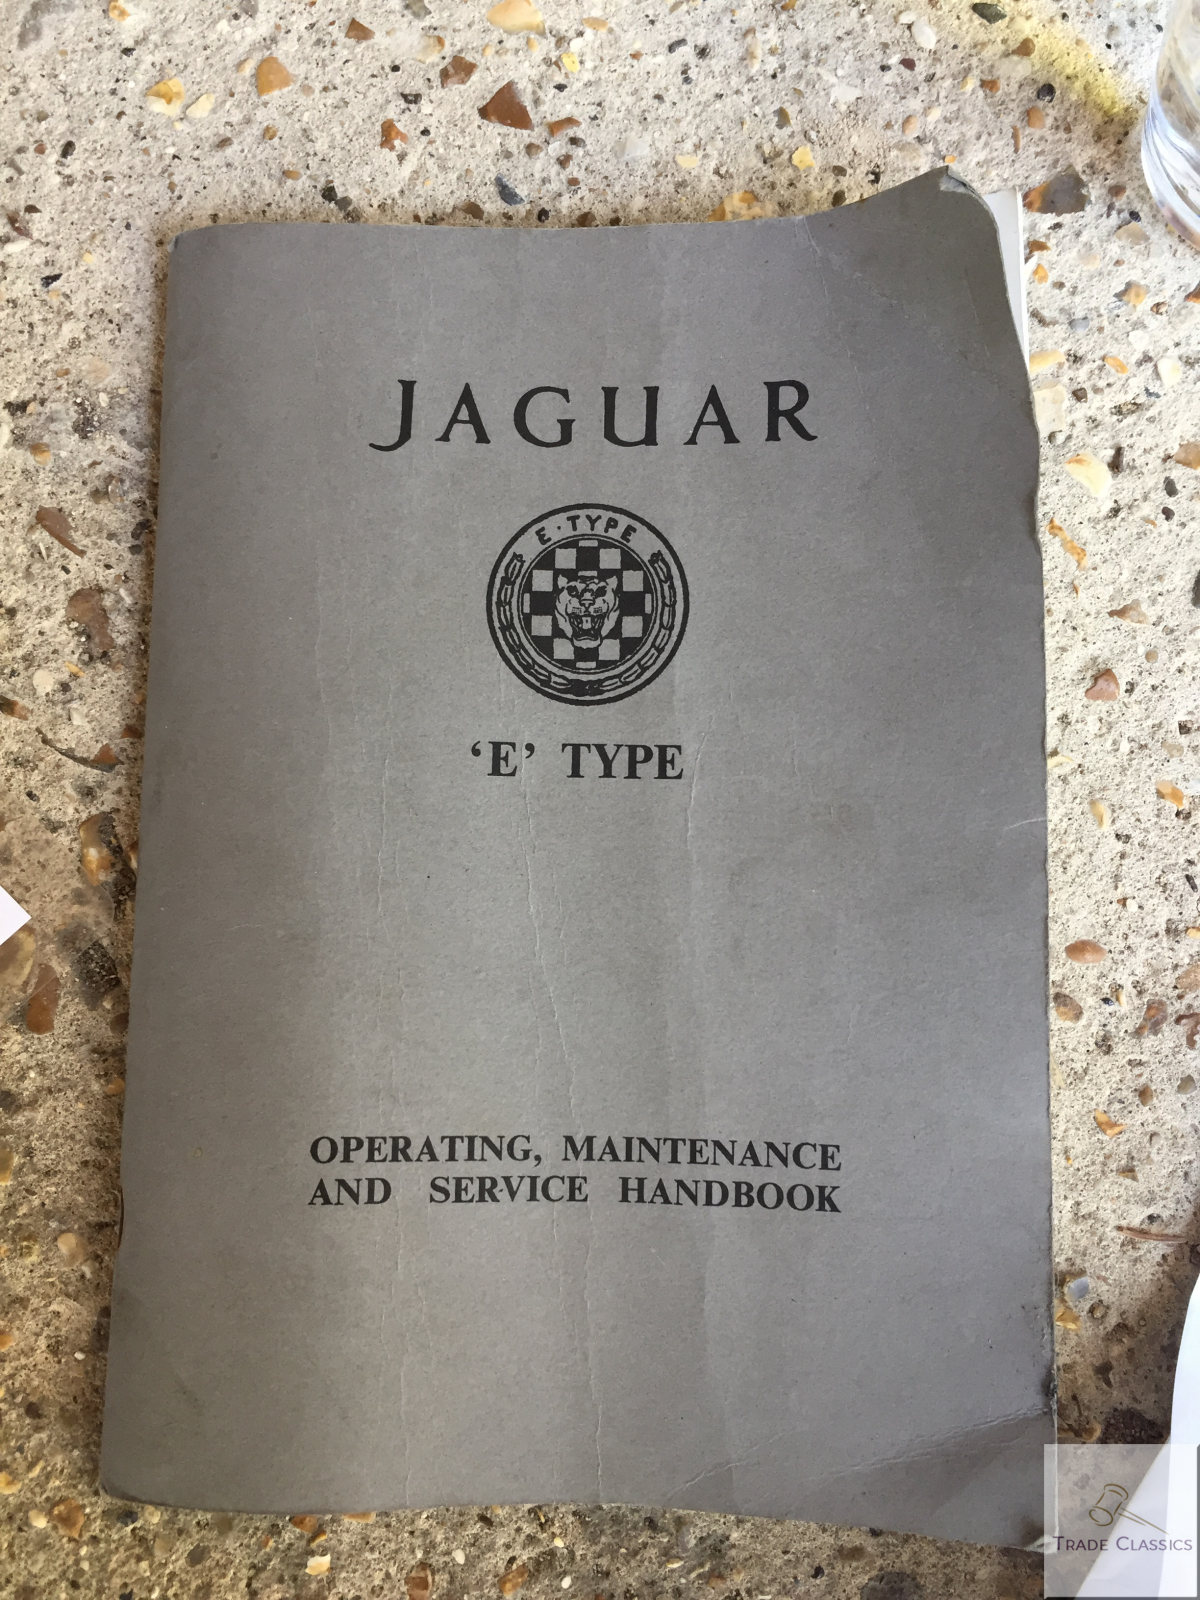 JAGUAR
E·TYPE
‘E’ TYPE
OPERATING, MAINTENANCE
AND SERVICE HANDBOOK
TRADE CLASSICS